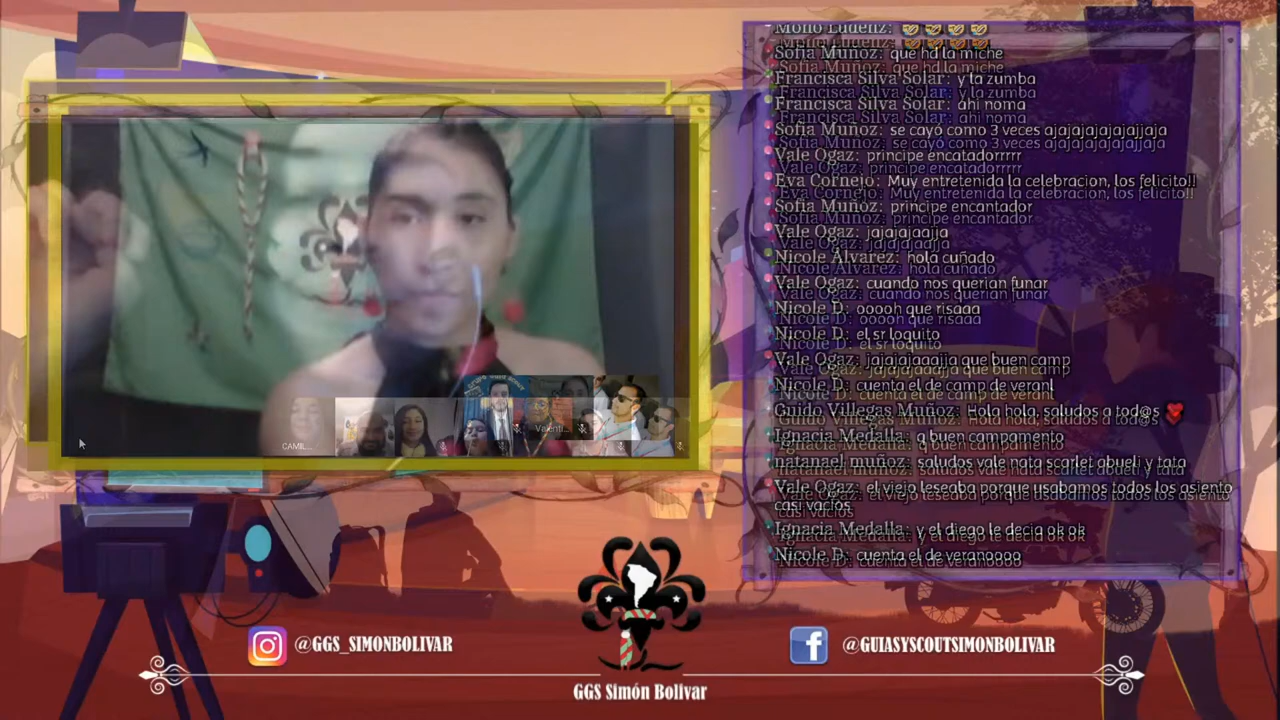 Mono Ludenz:
Sofia Muñoz: que hd la miche
Francisca Silva Solar: y la zumba
Francisca Silva Solar: ahi noma
Sofia Muñoz: se cayó como 3 veces ajajajajajajjaja
Vale Ogaz: principe encatadorrrrr
Eva Cornejo: Muy entretenida la celebracion, los felicito!!
Sofia Muñoz: principe encantador
Vale Ogaz: jajajajaajja
Nicole Álvarez: hola cuñado
Vale Ogaz: cuando nos querian funar
Nicole D: ooooh que risaaa
Nicole D: el sr loquito
Vale Ogaz: jajajajaaajja que buen camp
Nicole D: cuenta el de camp de veranl
Guido Villegas Muñoz: Hola hola, saludos a tod@s
Ignacia Medalla: q buen campamento
natanael muñoz: saludos vale nata scarlet abueli y tata
Vale Ogaz: el viejo leseaba porque usabamos todos los asiento
casi vacíos
Ignacia Medalla: y el diego le decia ok ok
Nicole D: cuenta el de veranoooo
CAMIL...
Valenti...
@GGS_SIMONBOLIVAR
@GUIASYSCOUTSIMONBOLIVAR
GGS Simón Bolivar